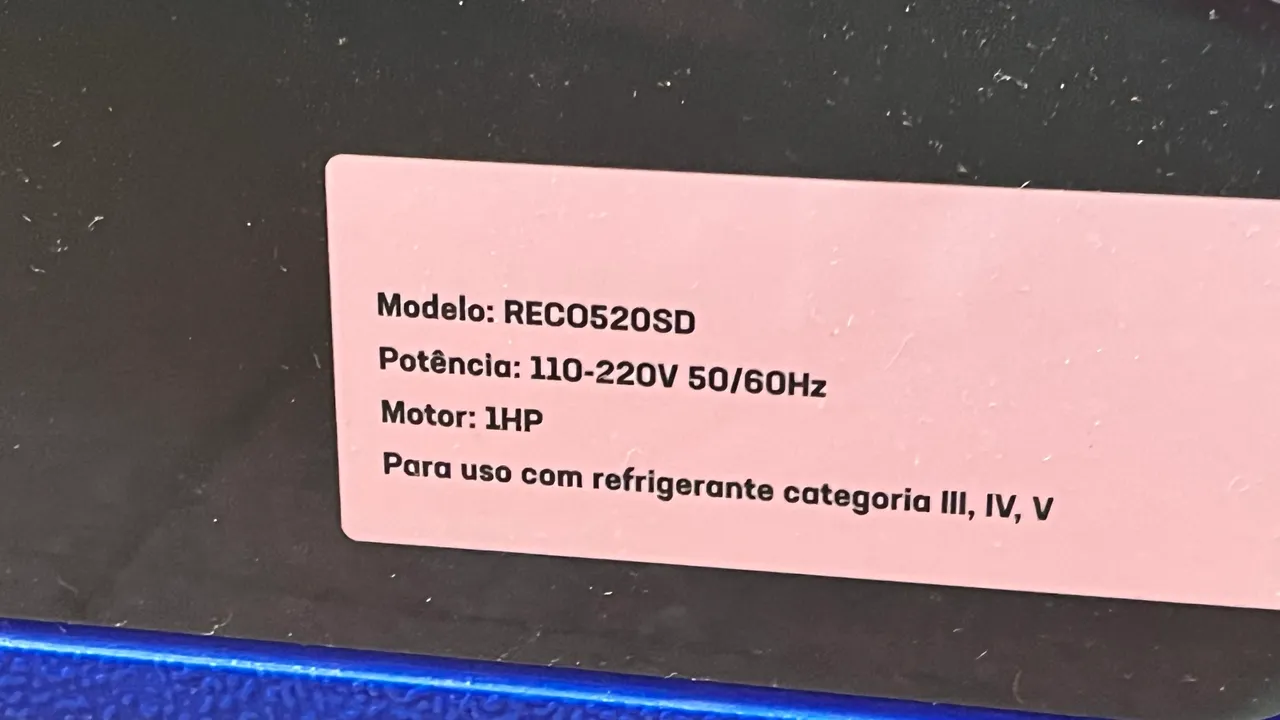 Modelo: RECO520SD
Potência: 110-220V 50/60Hz
Motor: 1HP
Para uso com refrigerante categoria III, IV, V